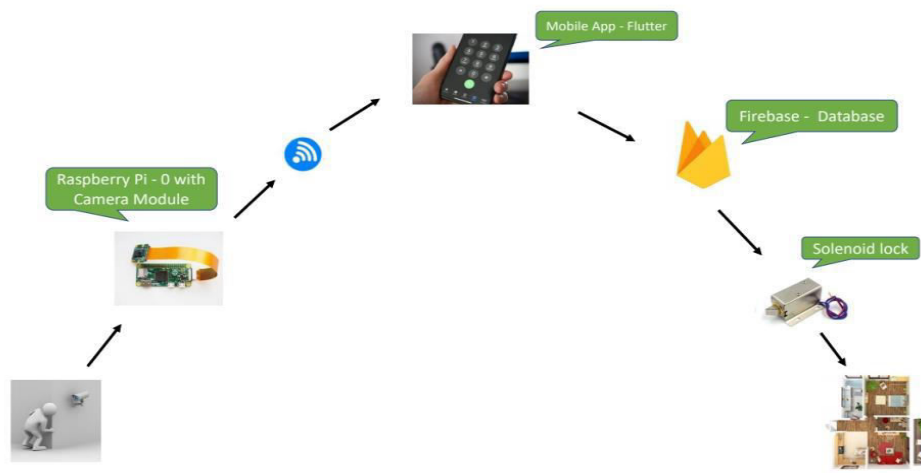 Mobile App - Flutter
Firebase - Database
Raspberry Pi - 0 with
Camera Module
Solenoid lock